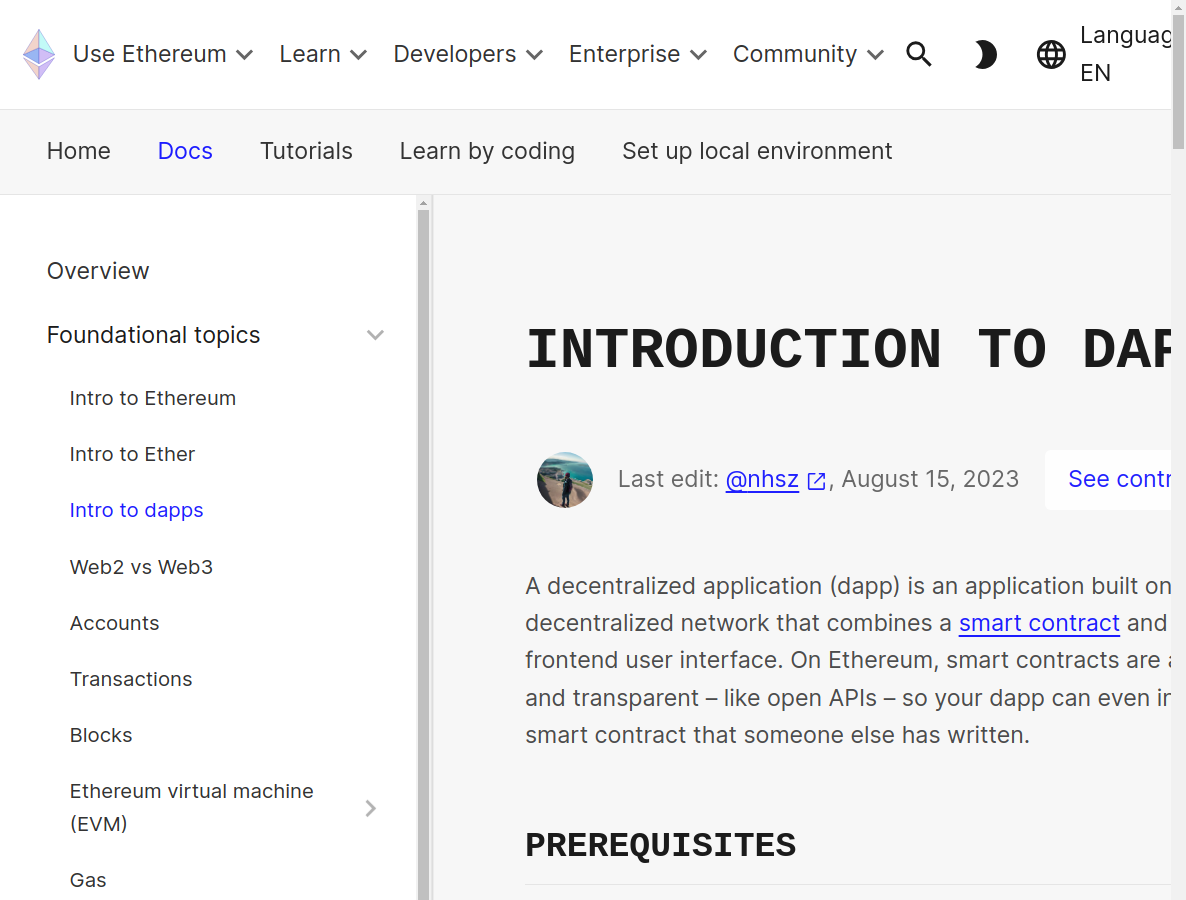 Use Ethereum Learn Developers Enterprise Community
EN
Home Docs Tutorials Learn by coding Set up local environment
Overview
Foundational topics
Intro to Ethereum
Intro to Ether
Intro to dapps
Web2 vs Web3
Accounts
Transactions
Blocks
Ethereum virtual machine
(EVM)
Gas
INTRODUCTION TO
Last edit: @nhsz, August 15, 2023 See
A decentralized application (dapp) is an application built on
decentralized network that combines a smart contract and
frontend user interface. On Ethereum, smart contracts are
and transparent – like open APIs – so your dapp can even
smart contract that someone else has written.
PREREQUISITES